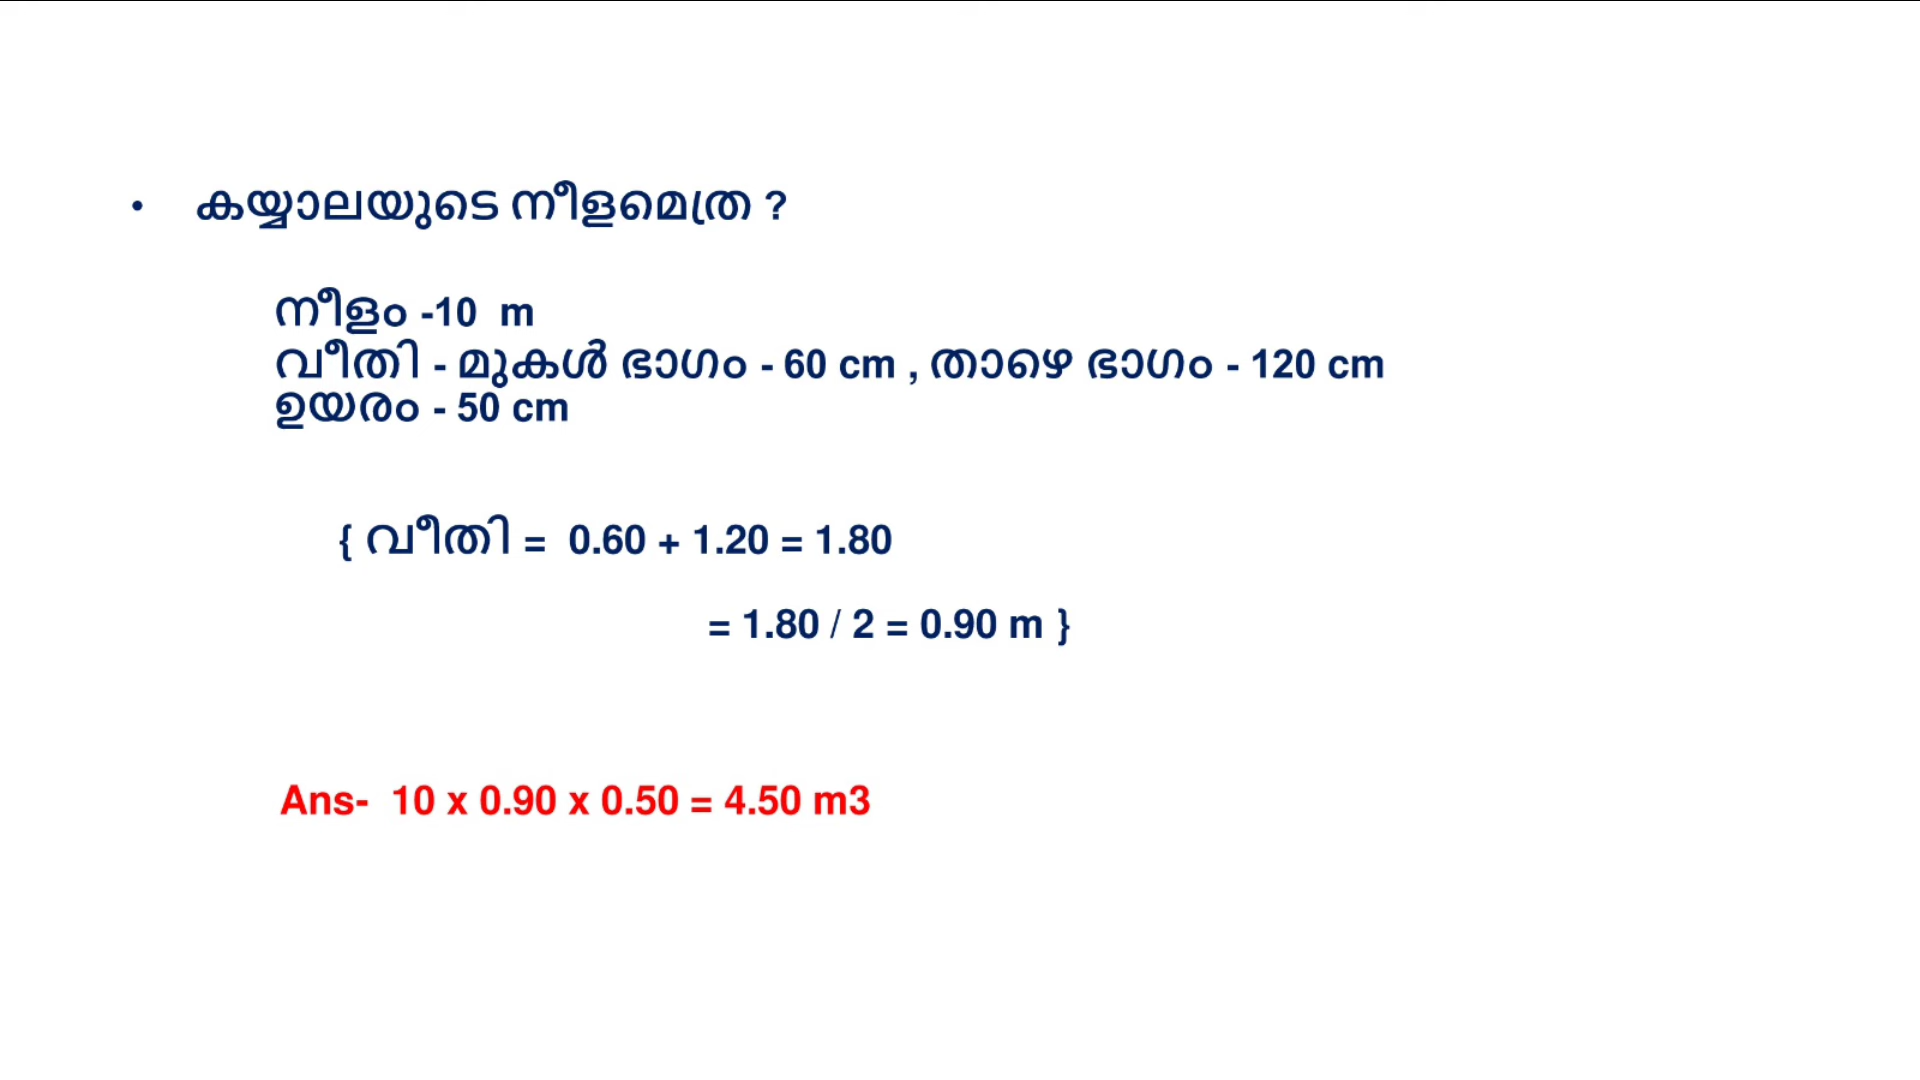 • കയ്യാലയുടെ നീളമെത്ര ?
നീളം -10 m
വീതി - മുകൾ ഭാഗം - 60 cm , താഴെ ഭാഗം - 120 cm
ഉയരം - 50 cm
{ വീതി = 0.60 + 1.20 = 1.80
= 1.80 / 2 = 0.90 m }
Ans- 10 x 0.90 x 0.50 = 4.50 m3